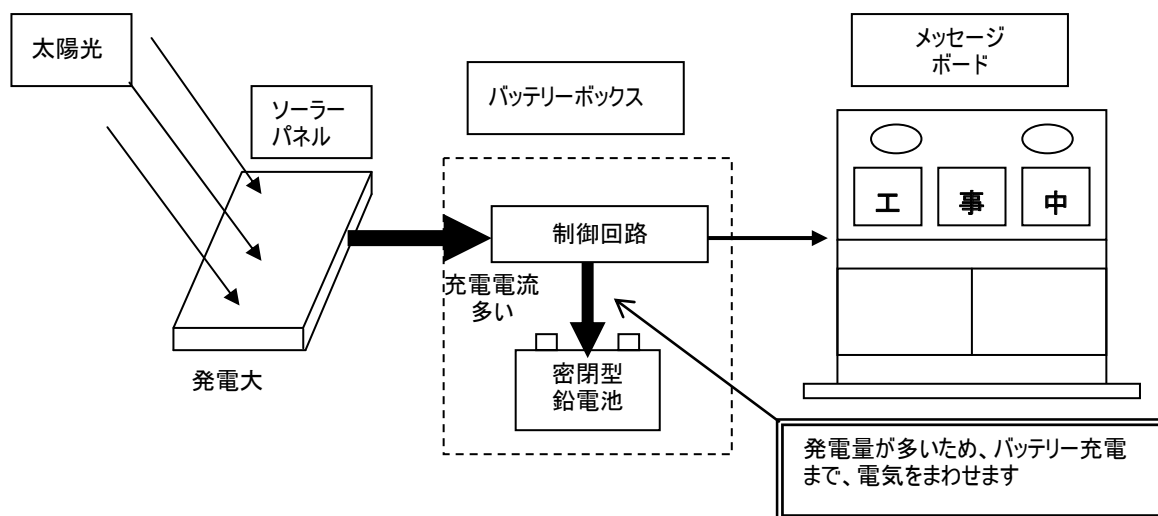 太陽光
ソーラー
パネル
バッテリーボックス
メッセージ
ボード
工 事 中
制御回路
充電電流
多い
発電大
密閉型
鉛電池
発電量が多いため、バッテリー充電
まで、電気をまわせます